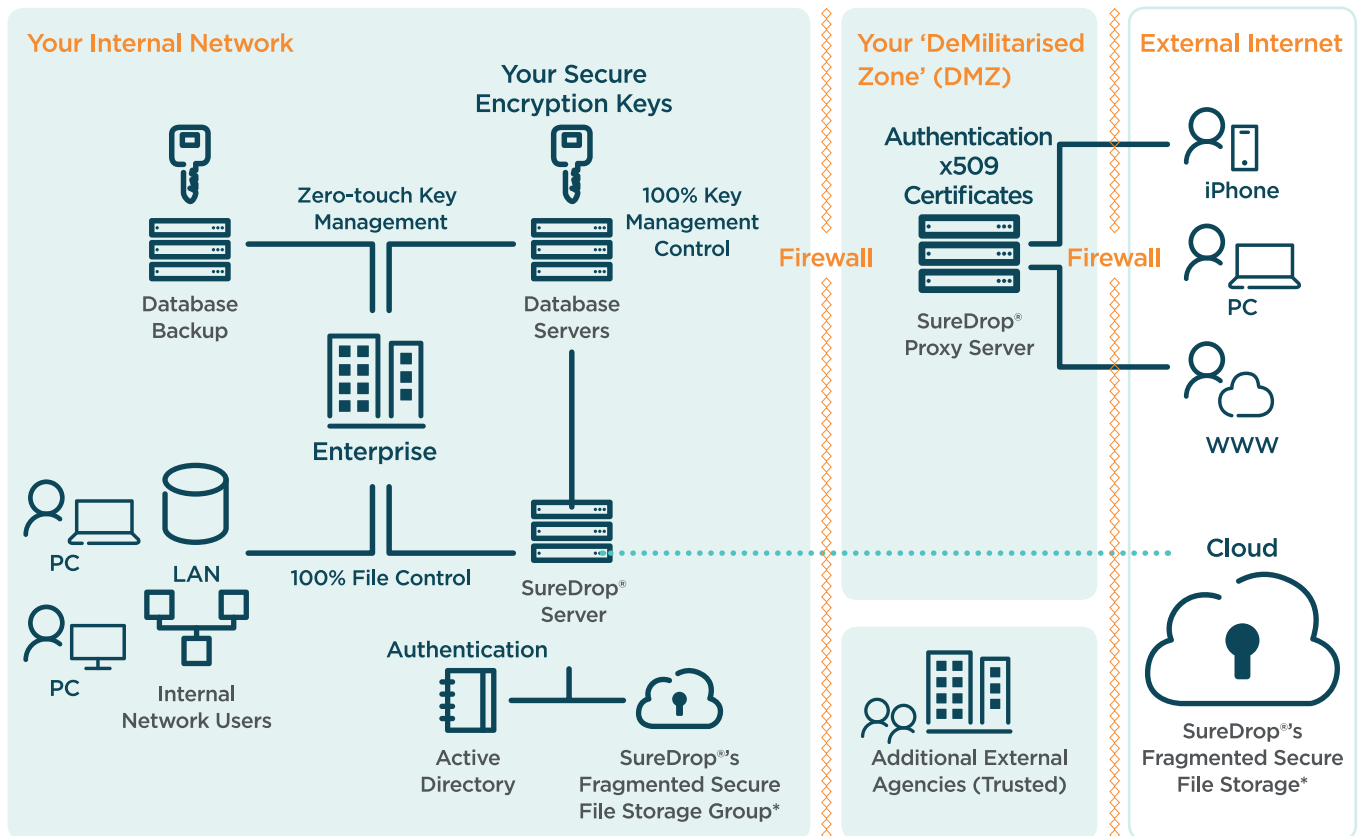 Your Internal Network
Your Secure
Encryption Keys
Zero-touch Key
Management
100% Key
Management
Control
Database
Backup
Database
Servers
Enterprise
PC
LAN
100% File Control
SureDrop®
Server
PC
Internal
Network Users
Authentication
Active
Directory
SureDrop®'s
Fragmented Secure
File Storage Group*
Firewall
Your ‘DeMilitarised
Zone’ (DMZ)
Authentication
x509
Certificates
SureDrop®
Proxy Server
Additional External
Agencies (Trusted)
Firewall
External Internet
iPhone
PC
WWW
Cloud
SureDrop®'s
Fragmented Secure
File Storage*